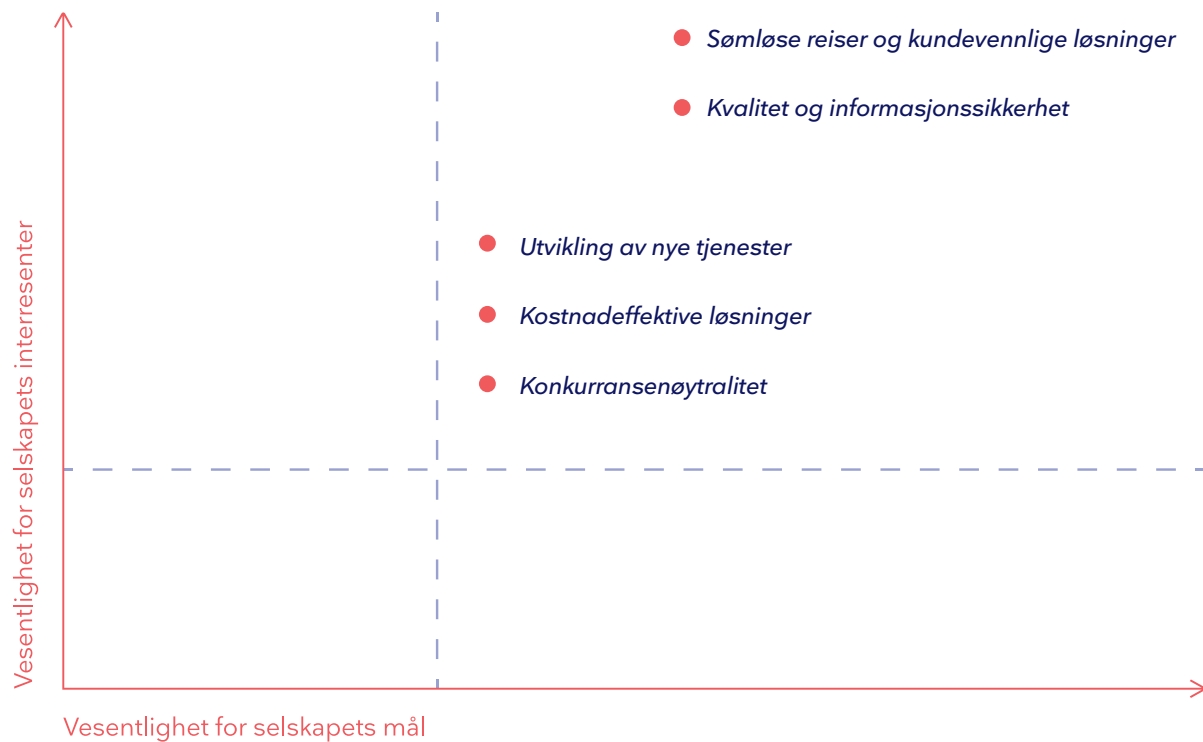 Sømløse reiser og kundevennlige løsninger
Kvalitet og informasjonssikkerhet
Utvikling av nye tjenester
Kostnadeffektive løsninger
Konkurransenøytralitet
Vesentlighet for selskapets interresenter
Vesentlighet for selskapets mål